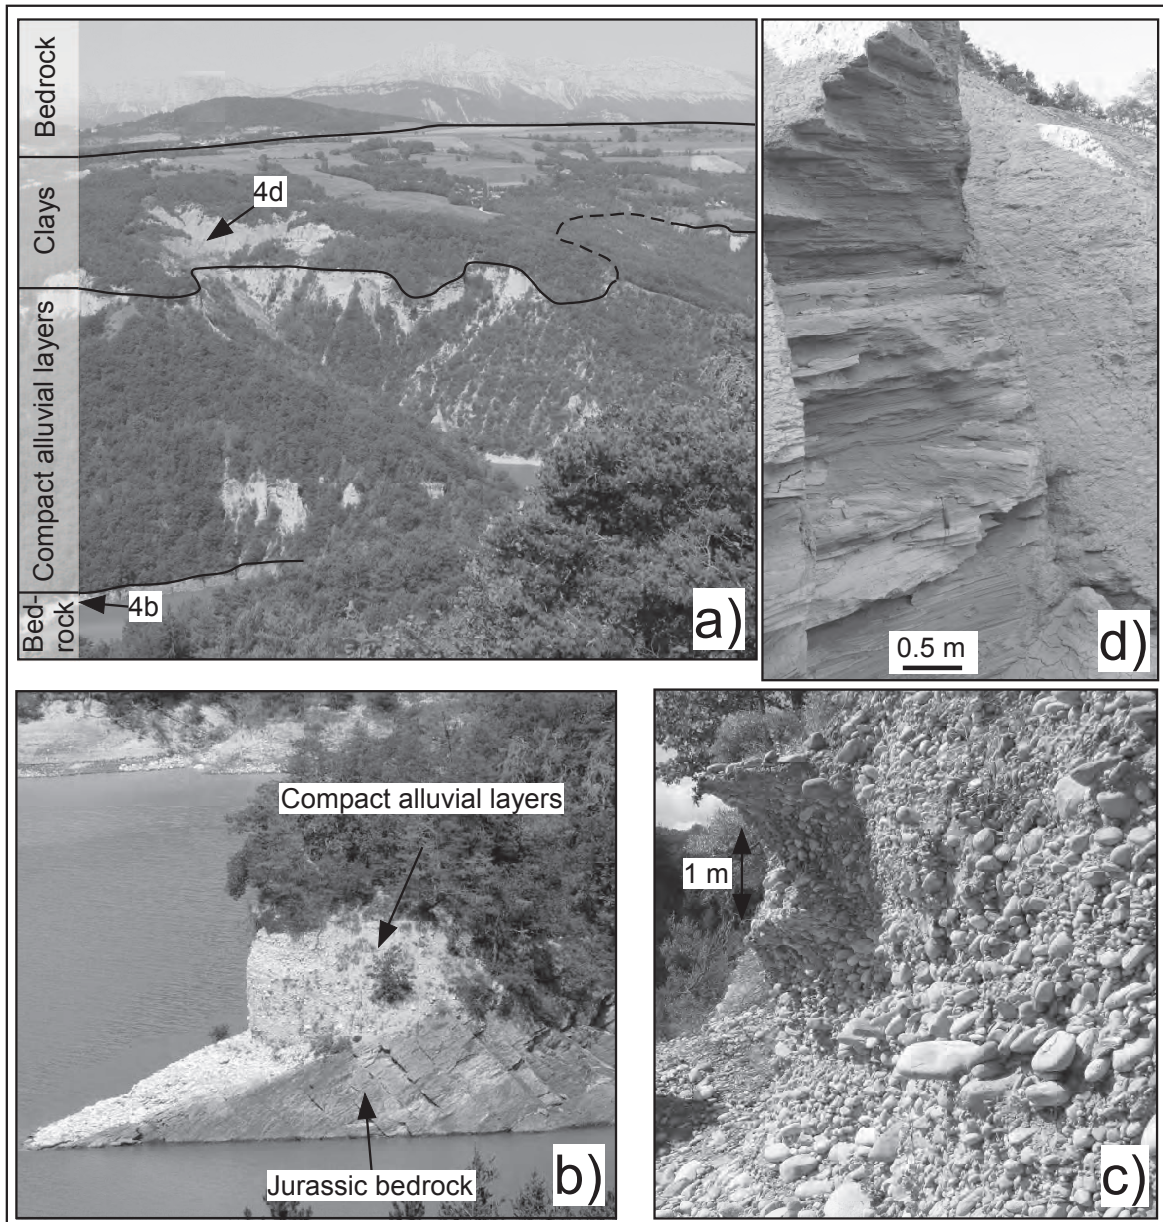 Bedrock
Clays
Compact alluvial layers
Bed-
rock
4d
4b
a)
0.5 m
d)
Compact alluvial layers
Jurassic bedrock
b)
1 m
c)